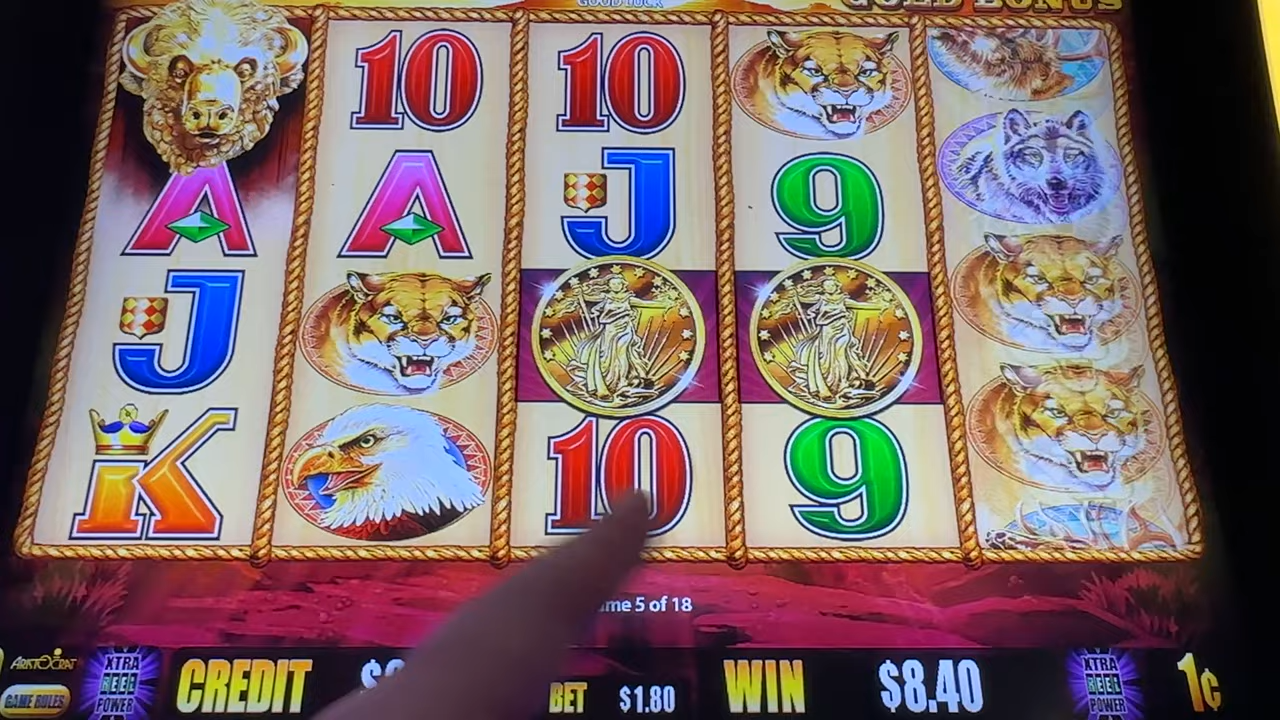 GOOD LUCK
GOLD BONUS
10 10
A A J 9
J
K 10 9
me 5 of 18
ARISTOCRAT
GAME RULES
XTRA
REEL
POWER
CREDIT $
BET $1.80
WIN $8.40
XTRA
REEL
POWER
1¢